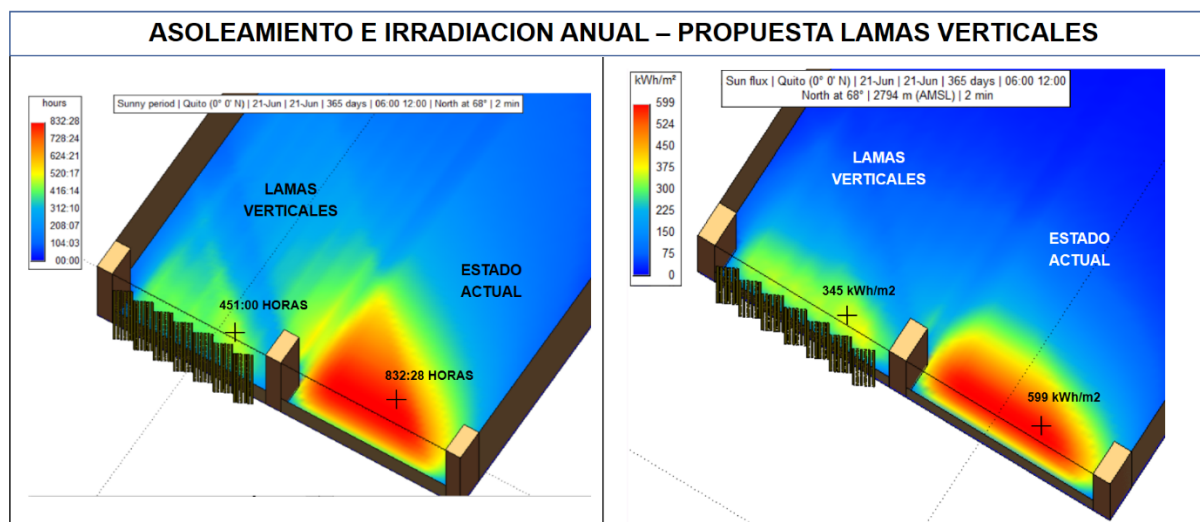 ASOLEAMIENTO E IRRADIACION ANUAL – PROPUESTA LAMAS VERTICALES
hours
832:28
728:24
624:21
520:17
416:14
312:10
208:07
104:03
00:00
Sunny period | Quito (0° 0' N) | 21-Jun | 21-Jun | 365 days | 06:00 12:00 | North at 68° | 2 min
LAMAS
VERTICALES
ESTADO
ACTUAL
451:00 HORAS
832:28 HORAS
kWh/m²
599
524
450
375
300
225
150
75
0
Sun flux | Quito (0° 0' N) | 21-Jun | 21-Jun | 365 days | 06:00 12:00
North at 68° | 2794 m (AMSL) | 2 min
LAMAS
VERTICALES
ESTADO
ACTUAL
345 kWh/m2
599 kWh/m2